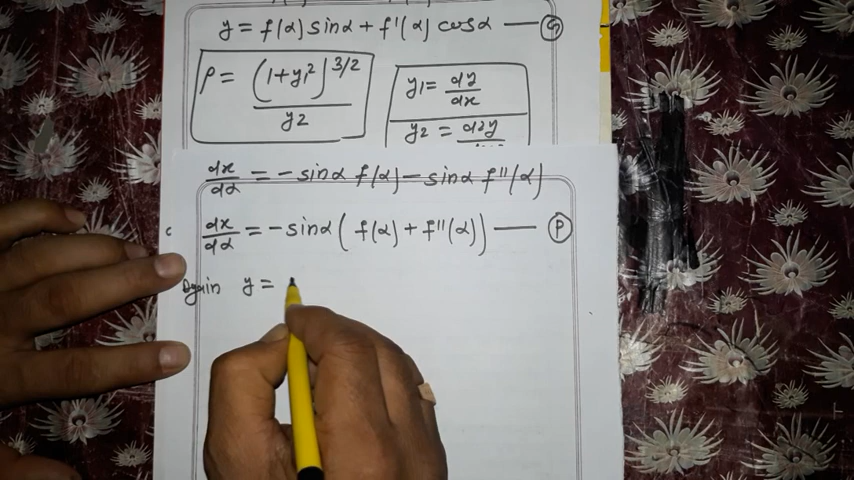 y = f(α) sinα + f'(α) cosα —
ρ = (1+y₁²)^3/2 / y₂
y₁ = dy/dx
y₂ = d²y
dx/dα = -sinα f(α) - sinα f''(α)
dx/dα = -sinα ( f(α) + f''(α)) — (P)
Again y =